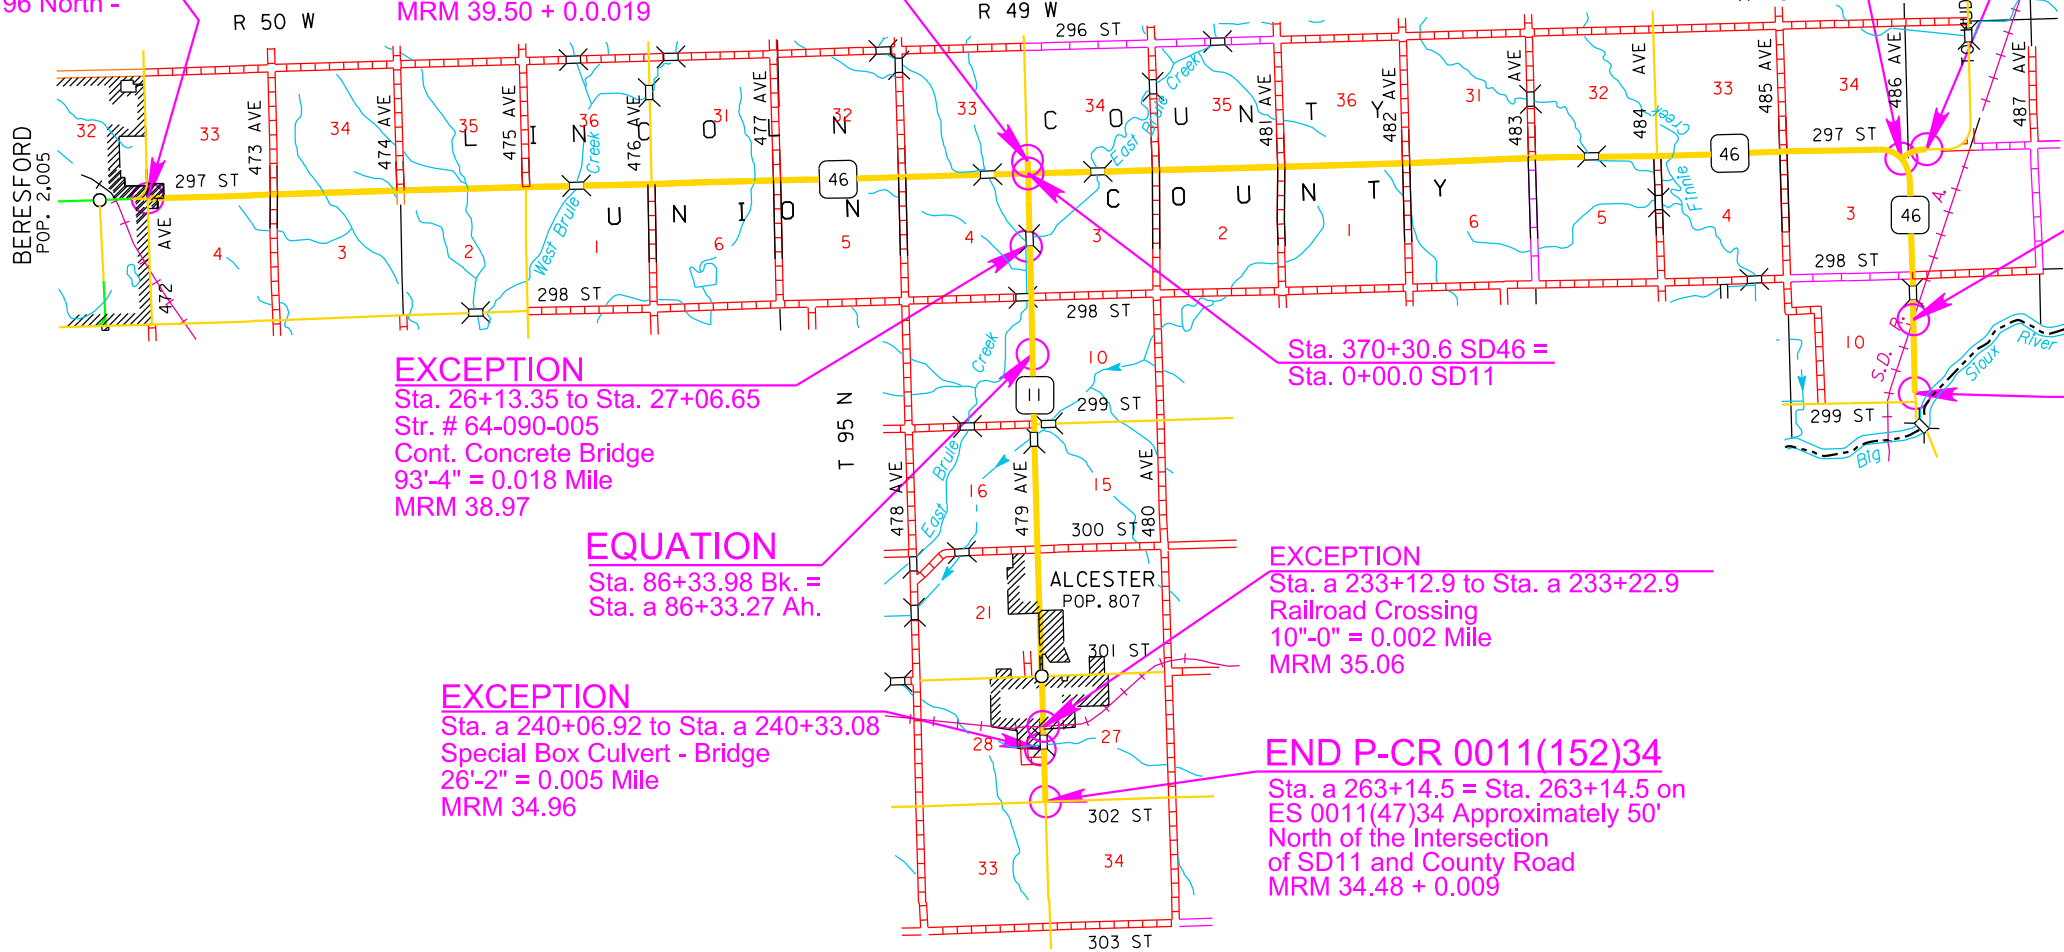 96 North -
R 50 W
MRM 39.50 + 0.0.019
R 49 W
296 ST
BERESFORD
POP. 2,005
32
33
34
35
36
31
32
33
34
35
36
31
32
33
34
473 AVE
474 AVE
475 AVE
476 AVE
477 AVE
481 AVE
482 AVE
483 AVE
484 AVE
485 AVE
486 AVE
487 AVE
LINCOLN COUNTY
UNION COUNTY
297 ST
46
46
297 ST
46
Creek
West Brule
East Brule Creek
Creek
Finnie
472 AVE
4
3
2
1
6
5
4
3
2
1
6
5
4
3
298 ST
298 ST
298 ST
EXCEPTION
Sta. 26+13.35 to Sta. 27+06.65
Str. # 64-090-005
Cont. Concrete Bridge
93'-4" = 0.018 Mile
MRM 38.97
Sta. 370+30.6 SD46 =
Sta. 0+00.0 SD11
Creek
Brule
East
10
11
299 ST
T 95 N
478 AVE
479 AVE
480 AVE
16
15
300 ST
10
S.D.
R.
A.
Sioux
River
Big
299 ST
EQUATION
Sta. 86+33.98 Bk. =
Sta. a 86+33.27 Ah.
ALCESTER
POP. 807
21
301 ST
EXCEPTION
Sta. a 233+12.9 to Sta. a 233+22.9
Railroad Crossing
10"-0" = 0.002 Mile
MRM 35.06
EXCEPTION
Sta. a 240+06.92 to Sta. a 240+33.08
Special Box Culvert - Bridge
26'-2" = 0.005 Mile
MRM 34.96
28
27
END P-CR 0011(152)34
Sta. a 263+14.5 = Sta. 263+14.5 on
ES 0011(47)34 Approximately 50'
North of the Intersection
of SD11 and County Road
MRM 34.48 + 0.009
302 ST
33
34
303 ST